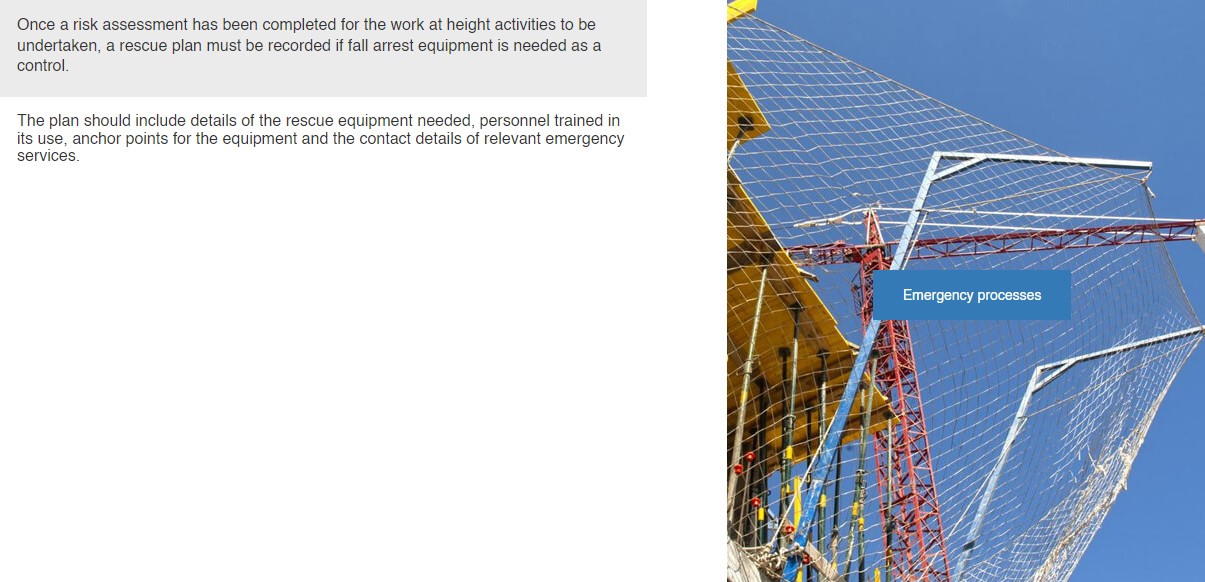 Once a risk assessment has been completed for the work at height activities to be
undertaken, a rescue plan must be recorded if fall arrest equipment is needed as a
control.
The plan should include details of the rescue equipment needed, personnel trained in
its use, anchor points for the equipment and the contact details of relevant emergency
services.
Emergency processes